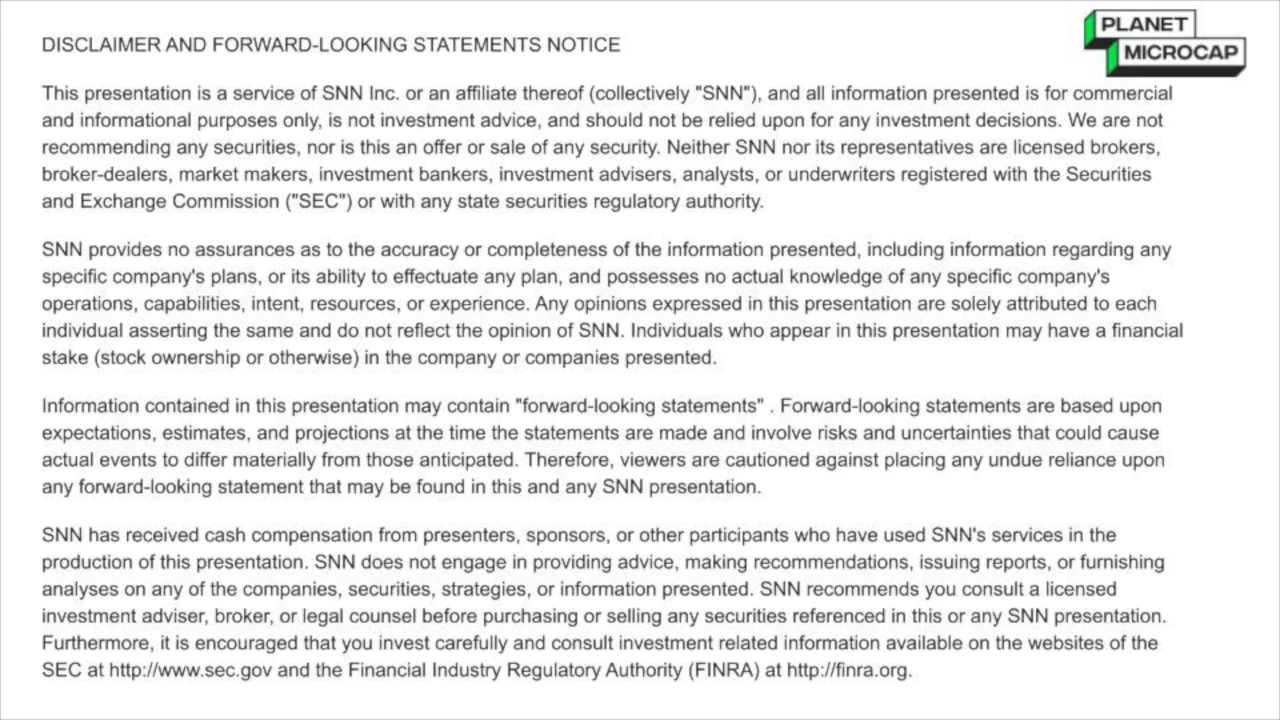 DISCLAIMER AND FORWARD-LOOKING STATEMENTS NOTICE
PLANET
MICROCAP
This presentation is a service of SNN Inc. or an affiliate thereof (collectively "SNN"), and all information presented is for commercial
and informational purposes only, is not investment advice, and should not be relied upon for any investment decisions. We are not
recommending any securities, nor is this an offer or sale of any security. Neither SNN nor its representatives are licensed brokers,
broker-dealers, market makers, investment bankers, investment advisers, analysts, or underwriters registered with the Securities
and Exchange Commission ("SEC") or with any state securities regulatory authority.
SNN provides no assurances as to the accuracy or completeness of the information presented, including information regarding any
specific company's plans, or its ability to effectuate any plan, and possesses no actual knowledge of any specific company's
operations, capabilities, intent, resources, or experience. Any opinions expressed in this presentation are solely attributed to each
individual asserting the same and do not reflect the opinion of SNN. Individuals who appear in this presentation may have a financial
stake (stock ownership or otherwise) in the company or companies presented.
Information contained in this presentation may contain "forward-looking statements" . Forward-looking statements are based upon
expectations, estimates, and projections at the time the statements are made and involve risks and uncertainties that could cause
actual events to differ materially from those anticipated. Therefore, viewers are cautioned against placing any undue reliance upon
any forward-looking statement that may be found in this and any SNN presentation.
SNN has received cash compensation from presenters, sponsors, or other participants who have used SNN's services in the
production of this presentation. SNN does not engage in providing advice, making recommendations, issuing reports, or furnishing
analyses on any of the companies, securities, strategies, or information presented. SNN recommends you consult a licensed
investment adviser, broker, or legal counsel before purchasing or selling any securities referenced in this or any SNN presentation.
Furthermore, it is encouraged that you invest carefully and consult investment related information available on the websites of the
SEC at http://www.sec.gov and the Financial Industry Regulatory Authority (FINRA) at http://finra.org.